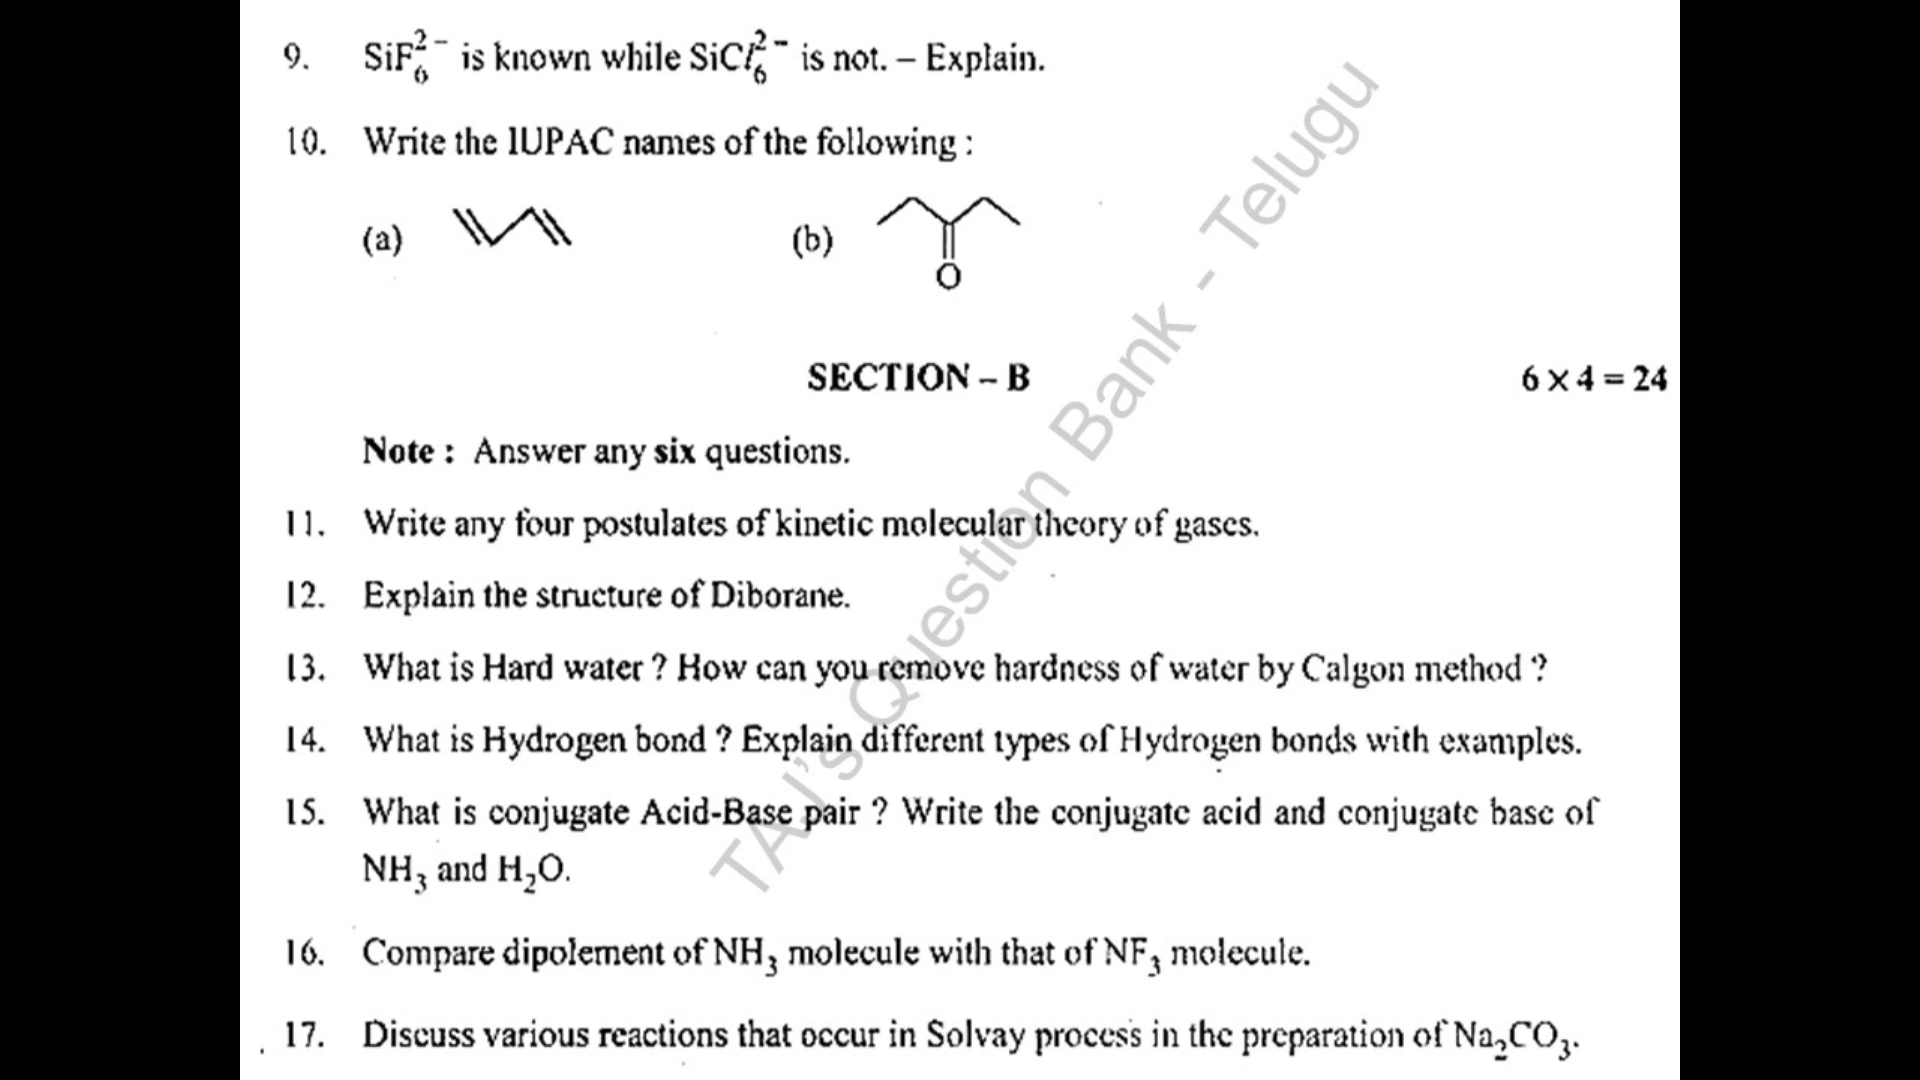 9. SiF₆²⁻ is known while SiCl₆²⁻ is not. – Explain.
10. Write the IUPAC names of the following :
(a) (b)
O
SECTION – B 6 × 4 = 24
Note : Answer any six questions.
11. Write any four postulates of kinetic molecular theory of gases.
12. Explain the structure of Diborane.
13. What is Hard water ? How can you remove hardness of water by Calgon method ?
14. What is Hydrogen bond ? Explain different types of Hydrogen bonds with examples.
15. What is conjugate Acid-Base pair ? Write the conjugate acid and conjugate base of
NH₃ and H₂O.
16. Compare dipolement of NH₃ molecule with that of NF₃ molecule.
17. Discuss various reactions that occur in Solvay process in the preparation of Na₂CO₃.
TAJ's Question Bank - Telugu